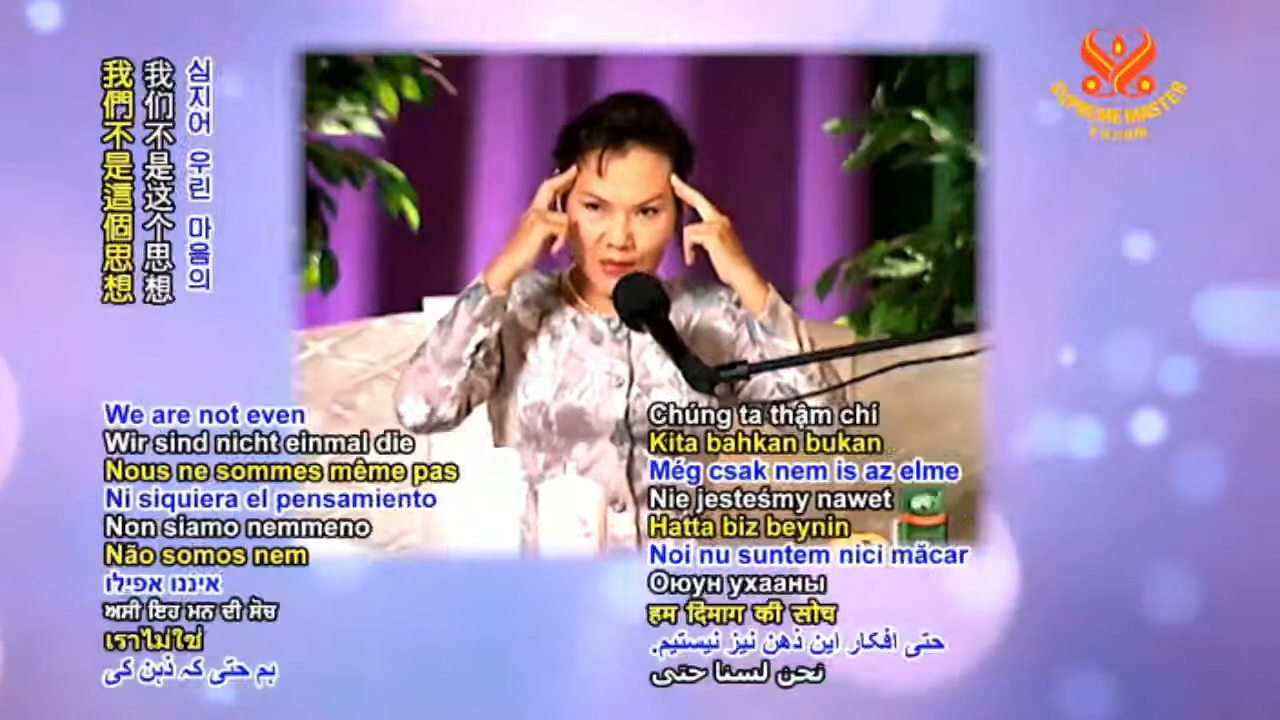 我們不是這個思想
我们不是这个思想
심지어 우린 마음의
SUPREME MASTER
We are not even
Wir sind nicht einmal die
Nous ne sommes même pas
Ni siquiera el pensamiento
Non siamo nemmeno
Não somos nem
איננו אפילו
ਅਸੀ ਇਹ ਮਨ ਦੀ ਸੋਚ
เราไม่ใช่
ہم حتی کہ ذہن کی
Chúng ta thậm chí
Kita bahkan bukan
Még csak nem is az elme
Nie jesteśmy nawet
Hatta biz beynin
Noi nu suntem nici măcar
Оюун ухааны
हम दिमाग की सोच
حتی افکار این ذهن نیز نیستیم.
نحن لسنا حتى